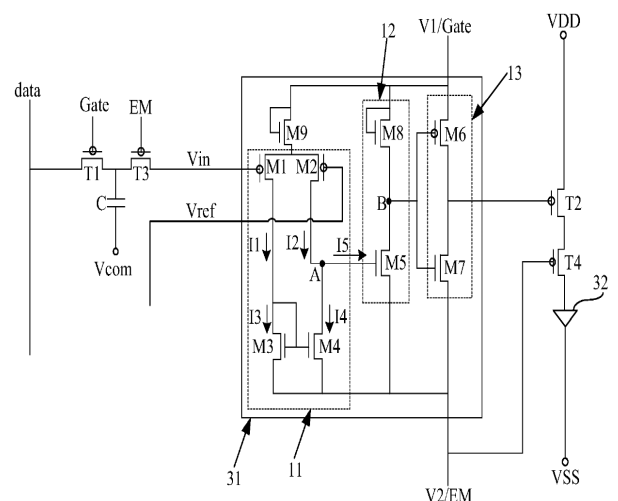 V1/Gate
VDD
12
13
data
Gate
EM
M9
M8
M6
T1
T3
Vin
M1
M2
C
B
T2
Vref
I1
I2
I5
A
M5
M7
T4
32
Vcom
I3
I4
M3
M4
31
11
V2/EM
VSS